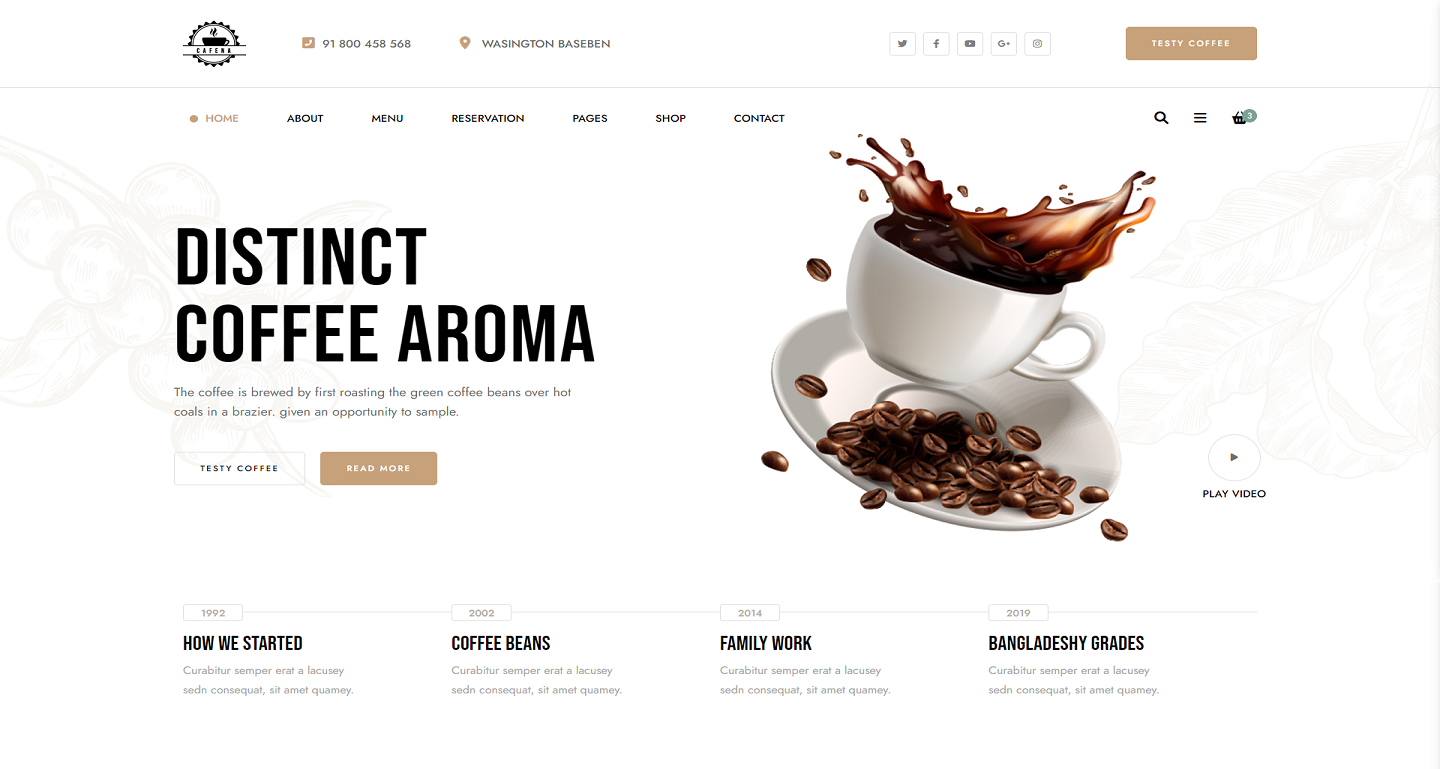 CAFENA
91 800 458 568
WASINGTON BASEBEN
TESTY COFFEE
HOME
ABOUT
MENU
RESERVATION
PAGES
SHOP
CONTACT
3
DISTINCT
COFFEE AROMA
The coffee is brewed by first roasting the green coffee beans over hot
coals in a brazier. given an opportunity to sample.
TESTY COFFEE
READ MORE
PLAY VIDEO
1992
HOW WE STARTED
Curabitur semper erat a lacusey
sedn consequat, sit amet quamey.
2002
COFFEE BEANS
Curabitur semper erat a lacusey
sedn consequat, sit amet quamey.
2014
FAMILY WORK
Curabitur semper erat a lacusey
sedn consequat, sit amet quamey.
2019
BANGLADESHY GRADES
Curabitur semper erat a lacusey
sedn consequat, sit amet quamey.